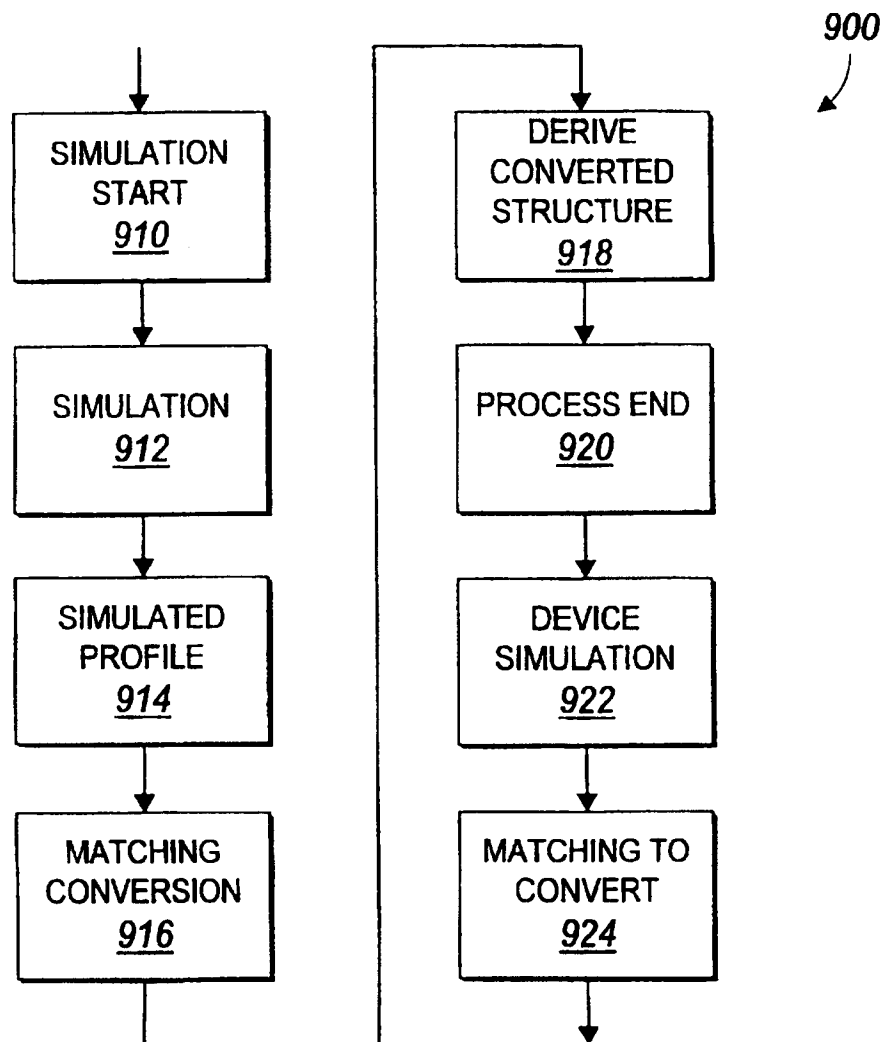 900
SIMULATION
START
910
SIMULATION
912
SIMULATED
PROFILE
914
MATCHING
CONVERSION
916
DERIVE
CONVERTED
STRUCTURE
918
PROCESS END
920
DEVICE
SIMULATION
922
MATCHING TO
CONVERT
924